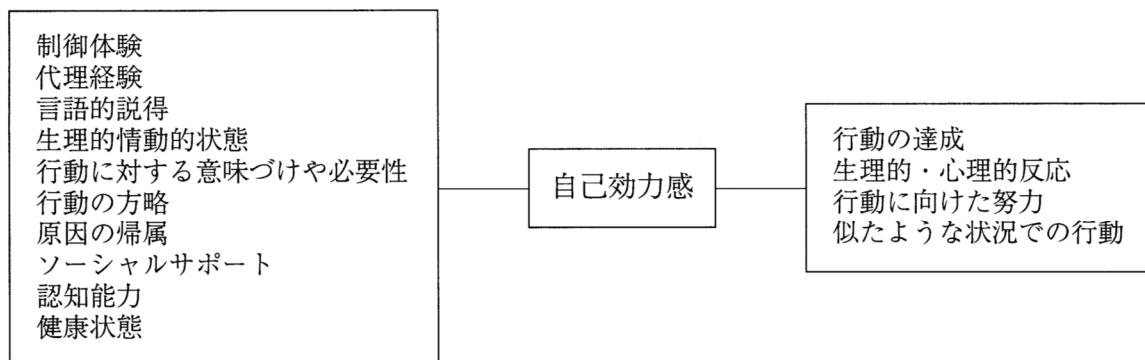 制御体験
代理経験
言語的説得
生理的情動的状態
行動に対する意味づけや必要性
行動の方略
原因の帰属
ソーシャルサポート
認知能力
健康状態
自己効力感
行動の達成
生理的・心理的反応
行動に向けた努力
似たような状況での行動